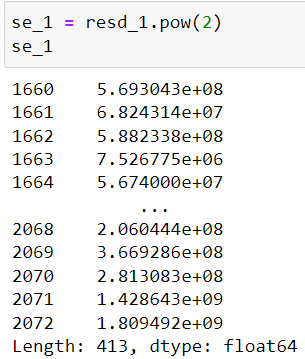 se_1 = resd_1.pow(2)
se_1
1660    5.693043e+08
1661    6.824314e+07
1662    5.882338e+08
1663    7.526775e+06
1664    5.674000e+07
...
2068    2.060444e+08
2069    3.669286e+08
2070    2.813083e+08
2071    1.428643e+09
2072    1.809492e+09
Length: 413, dtype: float64